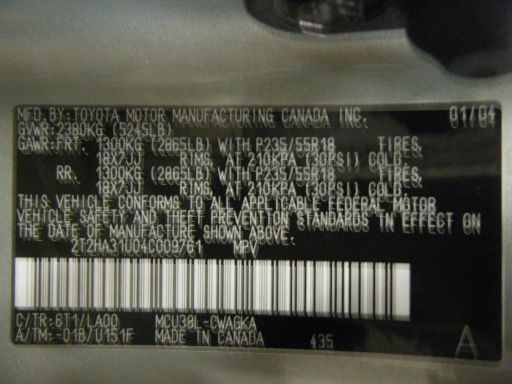 MFD. BY: TOYOTA MOTOR MANUFACTURING CANADA INC. 01/04
GVWR: 2380KG (5245LB)
GAWR: FRT. 1300KG (2865LB) WITH P235/55R18 TIRES,
18X7JJ RIMS, AT 210KPA (30PSI) COLD.
RR. 1300KG (2865LB) WITH P235/55R18 TIRES,
18X7JJ RIMS, AT 210KPA (30PSI) COLD.
THIS VEHICLE CONFORMS TO ALL APPLICABLE FEDERAL MOTOR
VEHICLE SAFETY AND THEFT PREVENTION STANDARDS IN EFFECT ON
THE DATE OF MANUFACTURE SHOWN ABOVE.
2T2HA31U04C009761 MPV
C/TR: 6T1/LA00 MCU38L-CWAGKA
A/TM: -01B/U151F MADE IN CANADA 435 A